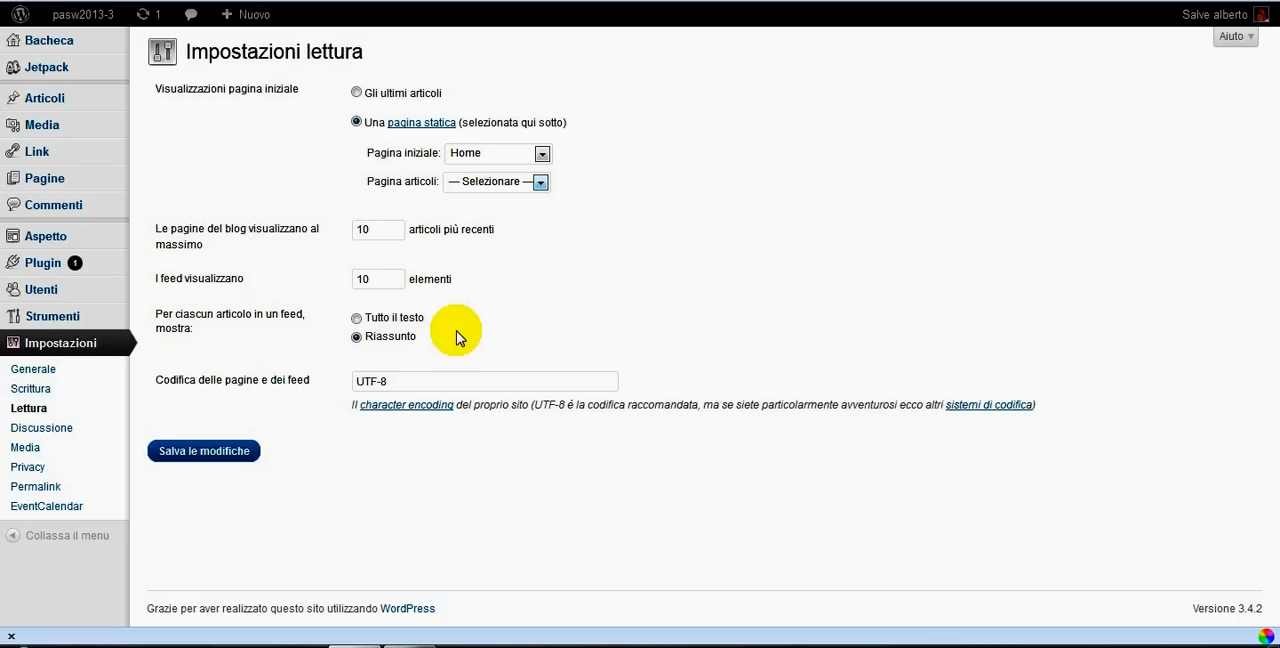 pasw2013-3 1 Nuovo Salve alberto
Aiuto
Bacheca
Jetpack
Articoli
Media
Link
Pagine
Commenti
Aspetto
Plugin 1
Utenti
Strumenti
Impostazioni
Generale
Scrittura
Lettura
Discussione
Media
Privacy
Permalink
EventCalendar
Collassa il menu
Impostazioni lettura
Visualizzazioni pagina iniziale
Gli ultimi articoli
Una pagina statica (selezionata qui sotto)
Pagina iniziale: Home
Pagina articoli: — Selezionare —
Le pagine del blog visualizzano al
massimo
10 articoli più recenti
I feed visualizzano 10 elementi
Per ciascun articolo in un feed,
mostra:
Tutto il testo
Riassunto
Codifica delle pagine e dei feed UTF-8
Il character encoding del proprio sito (UTF-8 è la codifica raccomandata, ma se siete particolarmente avventurosi ecco altri sistemi di codifica)
Salva le modifiche
Grazie per aver realizzato questo sito utilizzando WordPress Versione 3.4.2